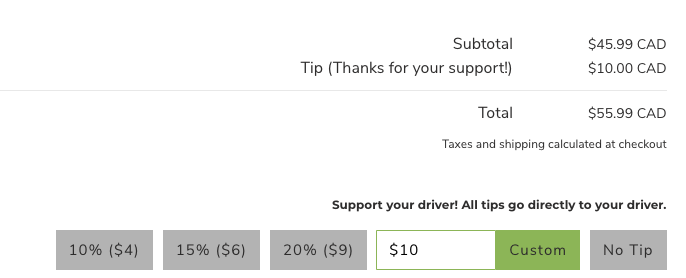 Subtotal $45.99 CAD
Tip (Thanks for your support!) $10.00 CAD
Total $55.99 CAD
Taxes and shipping calculated at checkout
Support your driver! All tips go directly to your driver.
10% ($4) 15% ($6) 20% ($9) $10 Custom No Tip